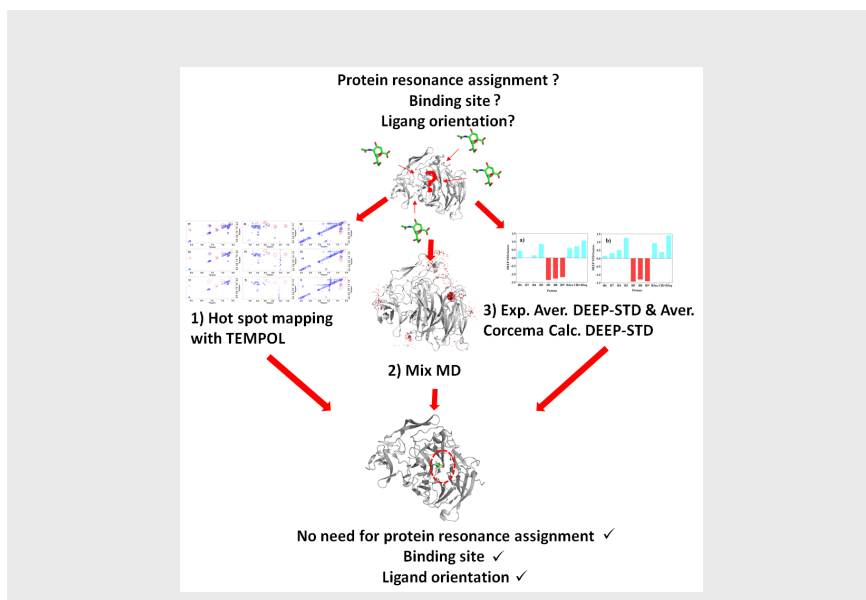 Protein resonance assignment ?
Binding site ?
Ligang orientation?
a)
b)
1) Hot spot mapping
with TEMPOL
2) Mix MD
3) Exp. Aver. DEEP-STD & Aver.
Corcema Calc. DEEP-STD
No need for protein resonance assignment ✓
Binding site ✓
Ligand orientation ✓